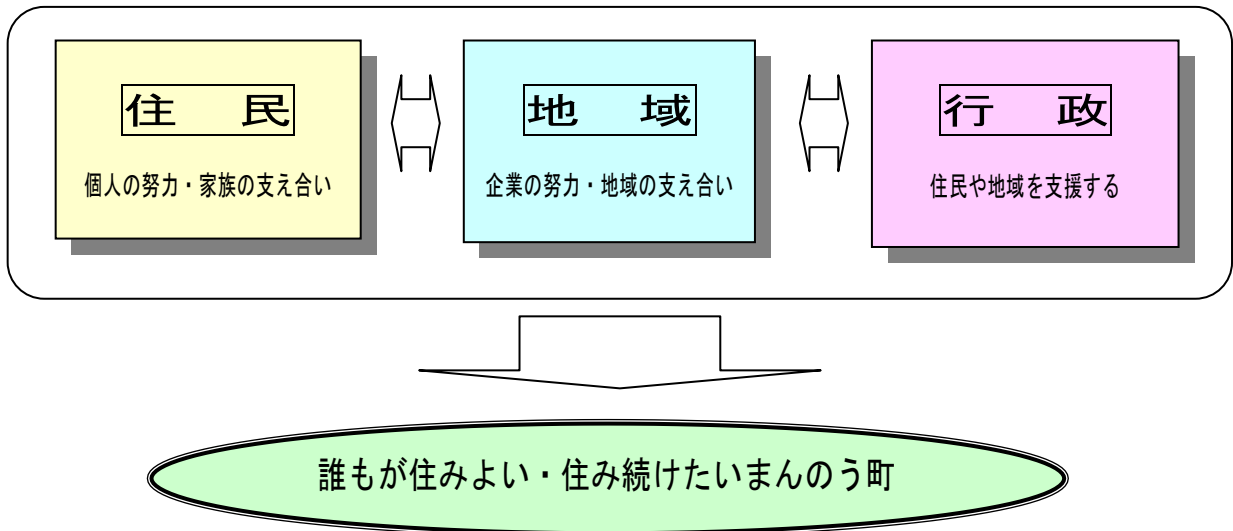 住 民
個人の努力・家族の支え合い
地 域
企業の努力・地域の支え合い
行 政
住民や地域を支援する
誰もが住みよい・住み続けたいまんのう町